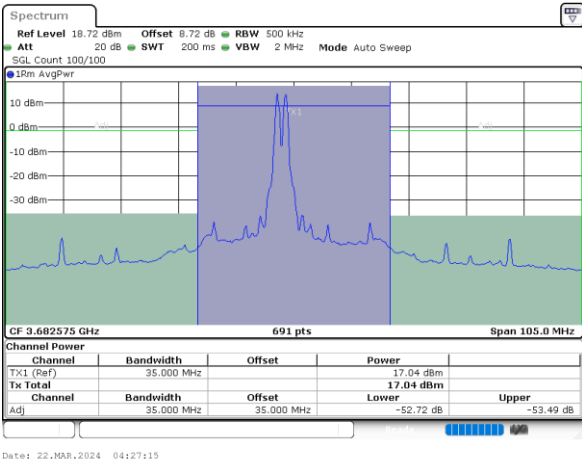 Spectrum
Ref Level 18.72 dBm Offset 8.72 dB RBW 500 kHz
Att 20 dB SWT 200 ms VBW 2 MHz Mode Auto Sweep
SGL Count 100/100
1Rm AvgPwr
10 dBm
TX1
0 dBm
Adj Adj
-10 dBm
-20 dBm
-30 dBm
CF 3.682575 GHz 691 pts Span 105.0 MHz
Channel Power
Channel Bandwidth Offset Power
TX1 (Ref) 35.000 MHz 17.04 dBm
Tx Total 17.04 dBm
Channel Bandwidth Offset Lower Upper
Adj 35.000 MHz 35.000 MHz -52.72 dB -53.49 dB
Ready
Date: 22.MAR.2024 04:27:15